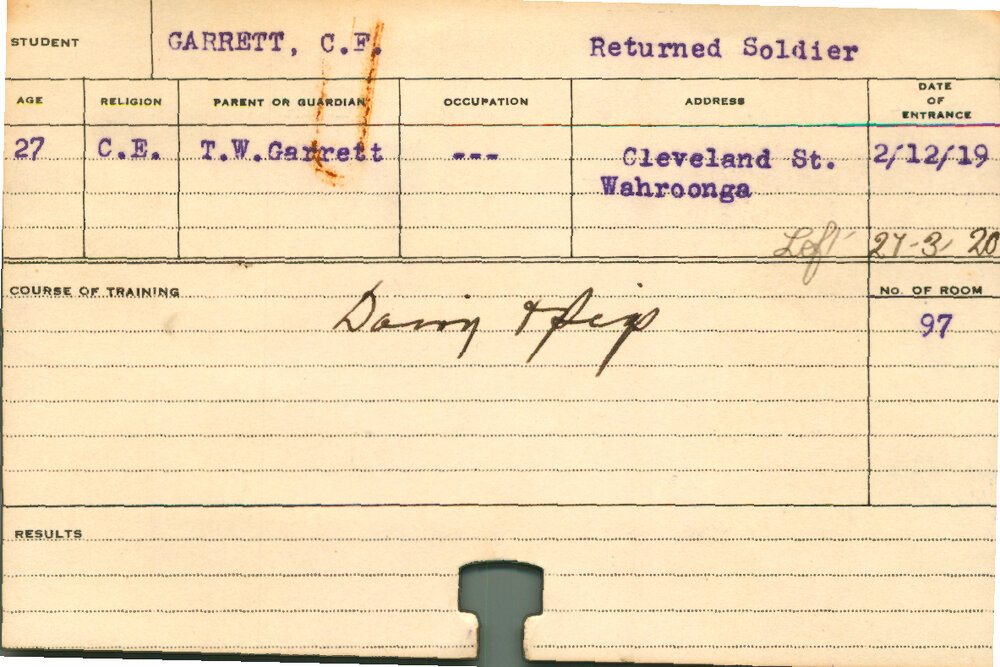 STUDENT GARRETT, C.F. Returned Soldier
AGE RELIGION PARENT OR GUARDIAN OCCUPATION ADDRESS DATE OF ENTRANCE
27 C.E. T.W.Garrett --- Cleveland St. 2/12/19
Wahroonga
Left 27-3-20
COURSE OF TRAINING Dairy & Pigs No. OF ROOM
97
RESULTS